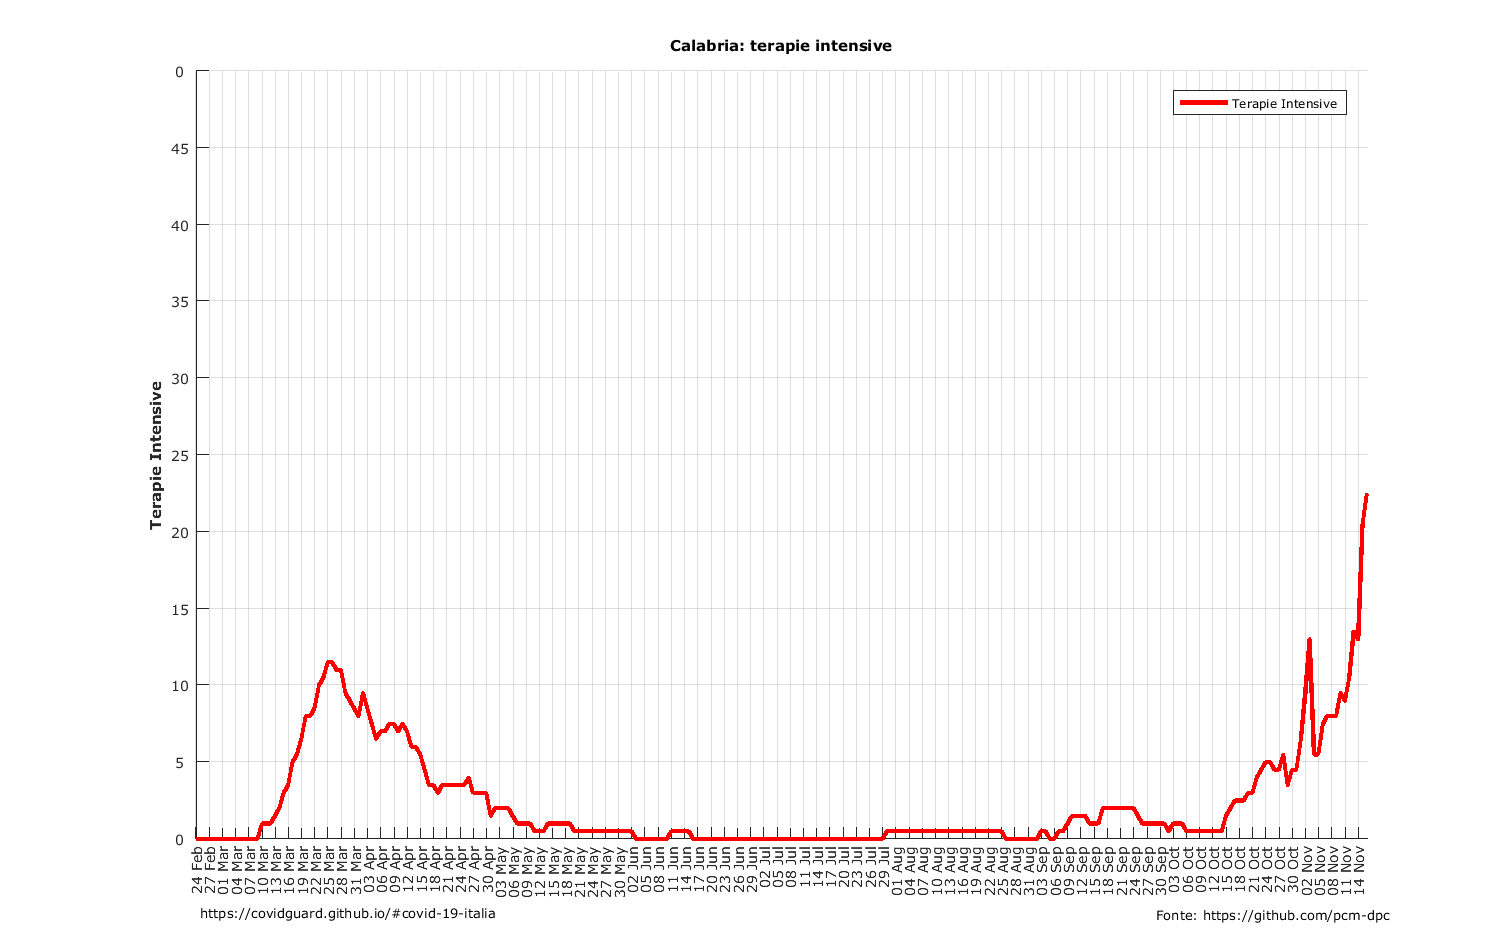 Calabria: terapie intensive
Terapie Intensive
0
45
40
35
30
25
20
15
10
5
0
Terapie Intensive
24 Feb
27 Feb
01 Mar
04 Mar
07 Mar
10 Mar
13 Mar
16 Mar
19 Mar
22 Mar
25 Mar
28 Mar
31 Mar
03 Apr
06 Apr
09 Apr
12 Apr
15 Apr
18 Apr
21 Apr
24 Apr
27 Apr
30 Apr
03 May
06 May
09 May
12 May
15 May
18 May
21 May
24 May
27 May
30 May
02 Jun
05 Jun
08 Jun
11 Jun
14 Jun
17 Jun
20 Jun
23 Jun
26 Jun
29 Jun
02 Jul
05 Jul
08 Jul
11 Jul
14 Jul
17 Jul
20 Jul
23 Jul
26 Jul
29 Jul
01 Aug
04 Aug
07 Aug
10 Aug
13 Aug
16 Aug
19 Aug
22 Aug
25 Aug
28 Aug
31 Aug
03 Sep
06 Sep
09 Sep
12 Sep
15 Sep
18 Sep
21 Sep
24 Sep
27 Sep
30 Sep
03 Oct
06 Oct
09 Oct
12 Oct
15 Oct
18 Oct
21 Oct
24 Oct
27 Oct
30 Oct
02 Nov
05 Nov
08 Nov
11 Nov
14 Nov
https://covidguard.github.io/#covid-19-italia
Fonte: https://github.com/pcm-dpc